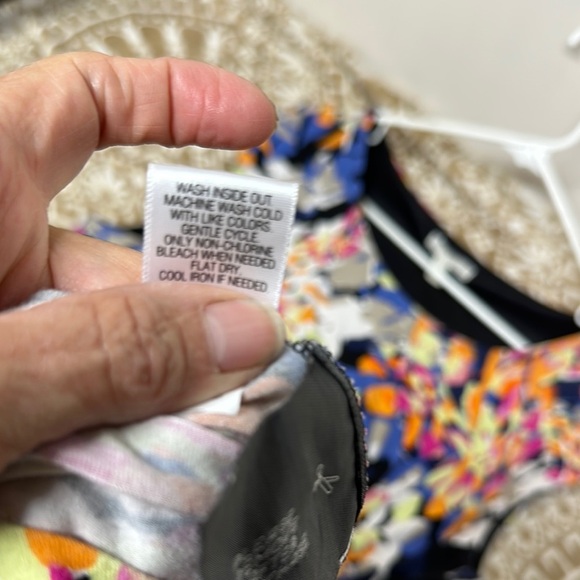 WASH INSIDE OUT
MACHINE WASH COLD
WITH LIKE COLORS.
GENTLE CYCLE.
ONLY NON-CHLORINE
BLEACH WHEN NEEDED
FLAT DRY.
COOL IRON IF NEEDED